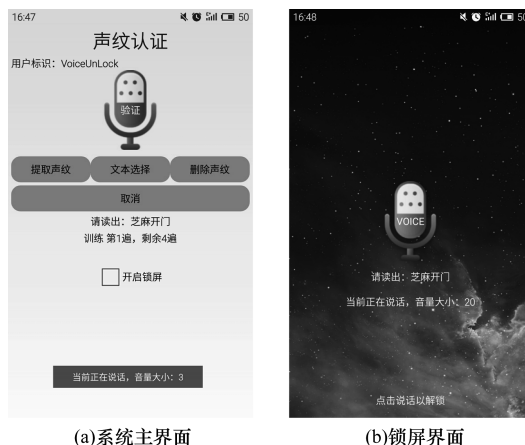 16:47 50
声纹认证
用户标识：VoiceUnLock
验证
提取声纹 文本选择 删除声纹
取消
请读出：芝麻开门
训练 第1遍，剩余4遍
开启锁屏
当前正在说话，音量大小：3
(a)系统主界面
16:48 50
VOICE
请读出：芝麻开门
当前正在说话，音量大小：20
点击说话以解锁
(b)锁屏界面